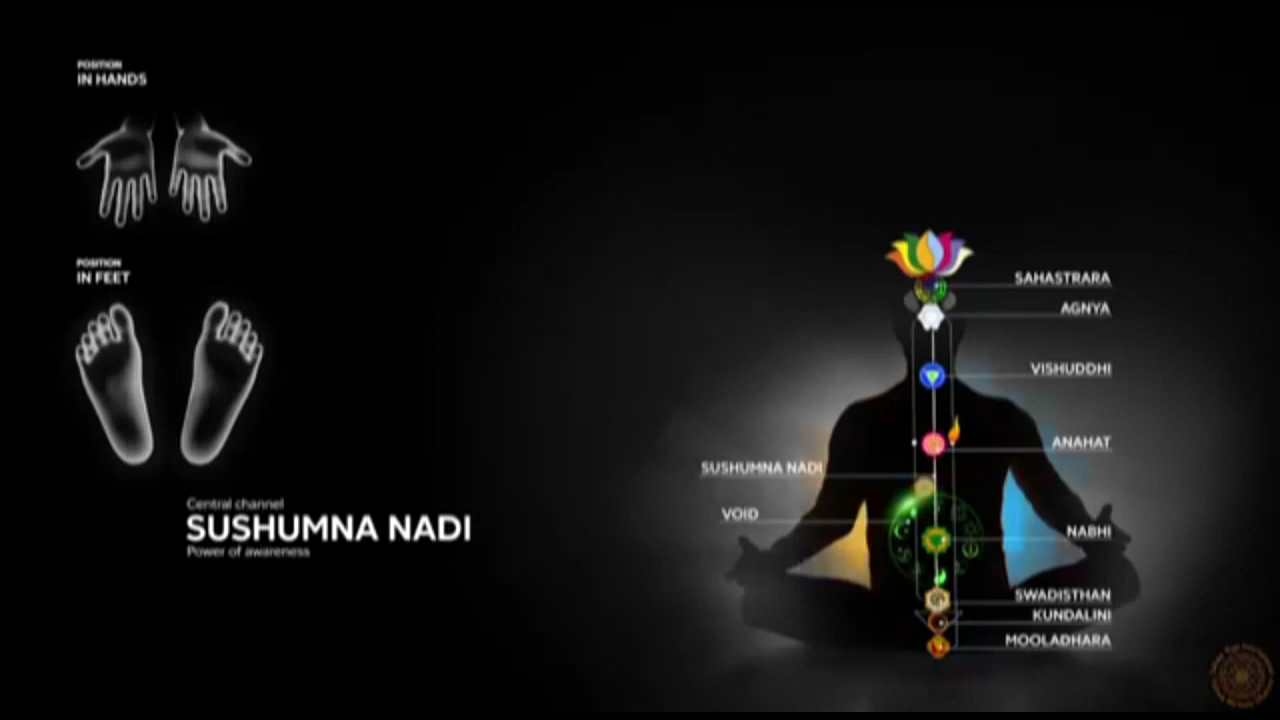 POSITION
IN HANDS
POSITION
IN FEET
Central channel
SUSHUMNA NADI
Power of awareness
SAHASTRARA
AGNYA
VISHUDDHI
ANAHAT
SUSHUMNA NADI
VOID
NABHI
SWADISTHAN
KUNDALINI
MOOLADHARA